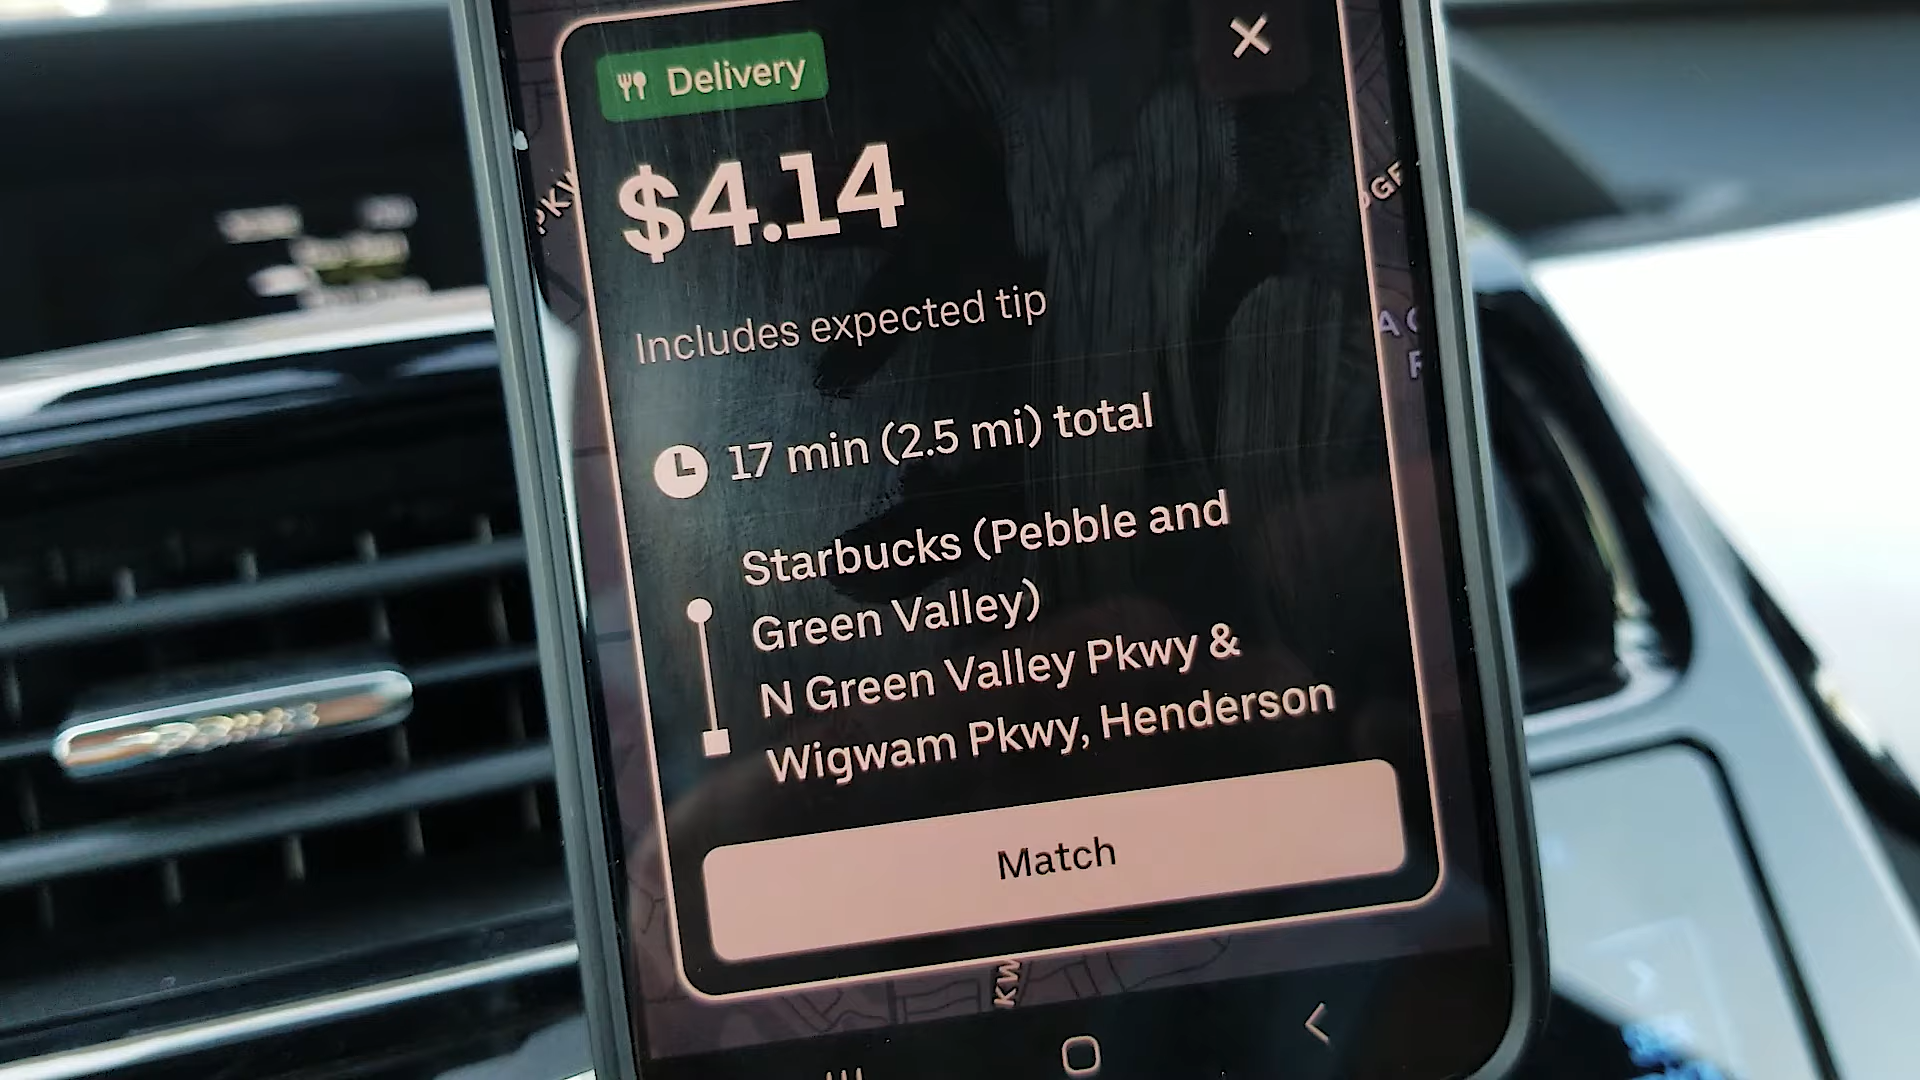 Delivery
$4.14
Includes expected tip
17 min (2.5 mi) total
Starbucks (Pebble and
Green Valley)
N Green Valley Pkwy &
Wigwam Pkwy, Henderson
Match